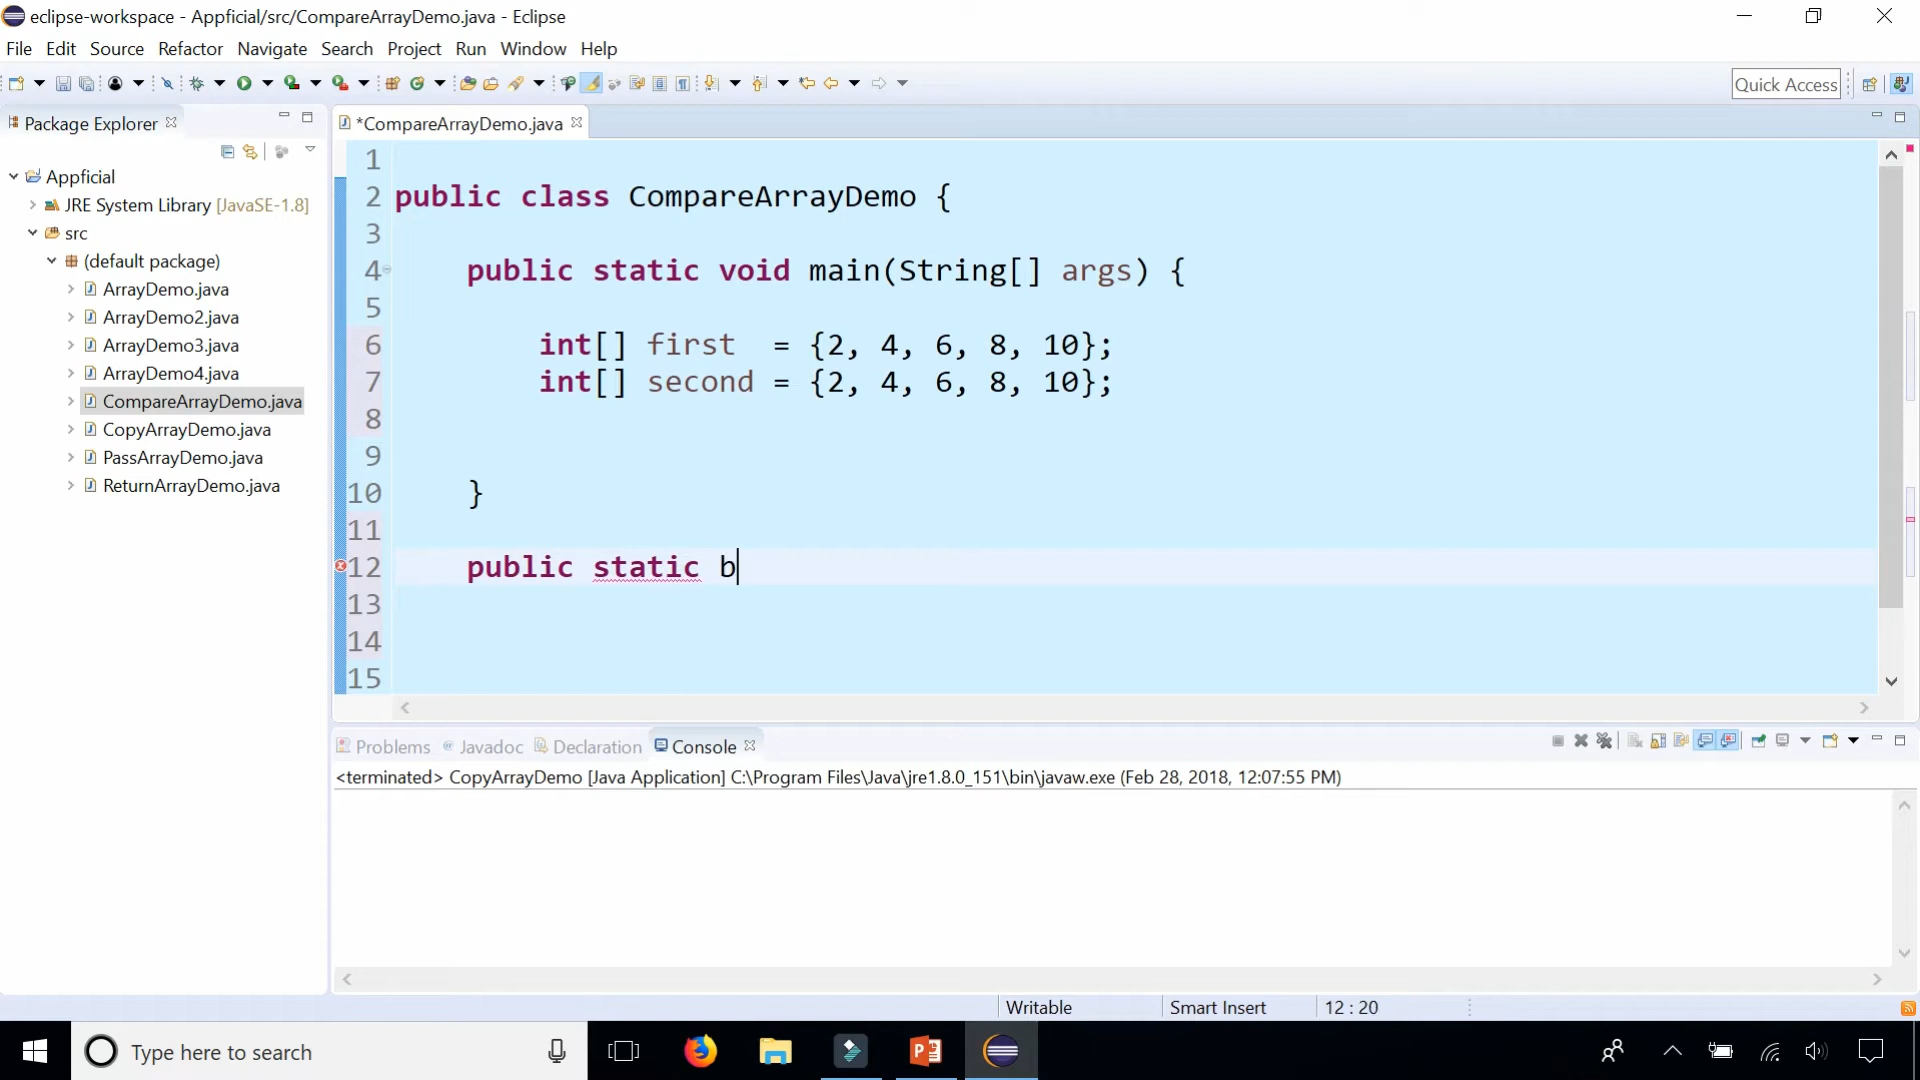 eclipse-workspace - Appficial/src/CompareArrayDemo.java - Eclipse
File Edit Source Refactor Navigate Search Project Run Window Help
Quick Access
Package Explorer
*CompareArrayDemo.java
Appficial
JRE System Library [JavaSE-1.8]
src
(default package)
ArrayDemo.java
ArrayDemo2.java
ArrayDemo3.java
ArrayDemo4.java
CompareArrayDemo.java
CopyArrayDemo.java
PassArrayDemo.java
ReturnArrayDemo.java
1
2 public class CompareArrayDemo {
3
4 public static void main(String[] args) {
5
6 int[] first = {2, 4, 6, 8, 10};
7 int[] second = {2, 4, 6, 8, 10};
8
9
10 }
11
12 public static b
13
14
15
Problems @ Javadoc Declaration Console
<terminated> CopyArrayDemo [Java Application] C:\Program Files\Java\jre1.8.0_151\bin\javaw.exe (Feb 28, 2018, 12:07:55 PM)
Writable Smart Insert 12 : 20
Type here to search